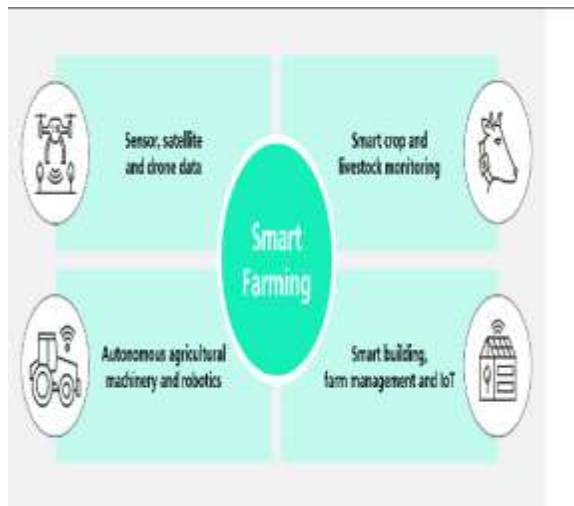 Sensor, satellite
and drone data
Smart crop and
livestock monitoring
Smart
Farming
Autonomous agricultural
machinery and robotics
Smart building,
farm management and IoT